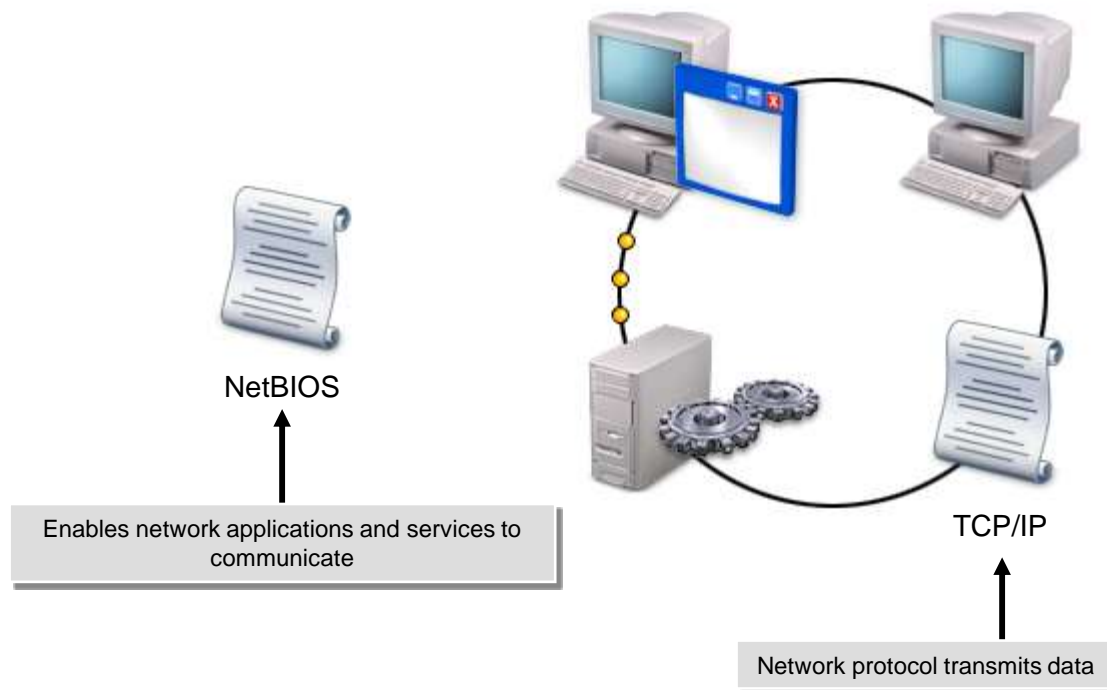 NetBIOS
Enables network applications and services to
communicate
TCP/IP
Network protocol transmits data